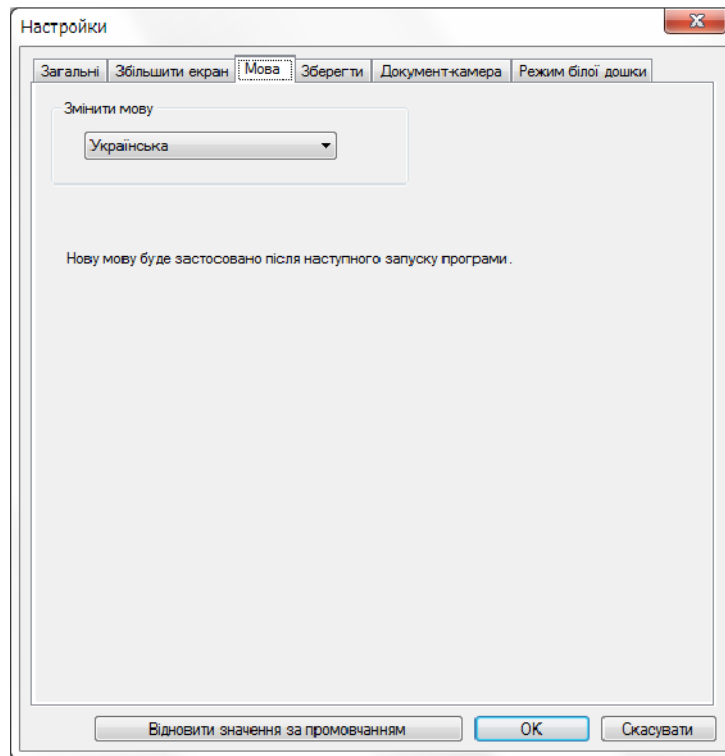 Настройки
Загальні Збільшити екран Мова Зберегти Документ-камера Режим білої дошки
Змінити мову
Українська
Нову мову буде застосовано після наступного запуску програми.
Відновити значення за промовчанням OK Скасувати